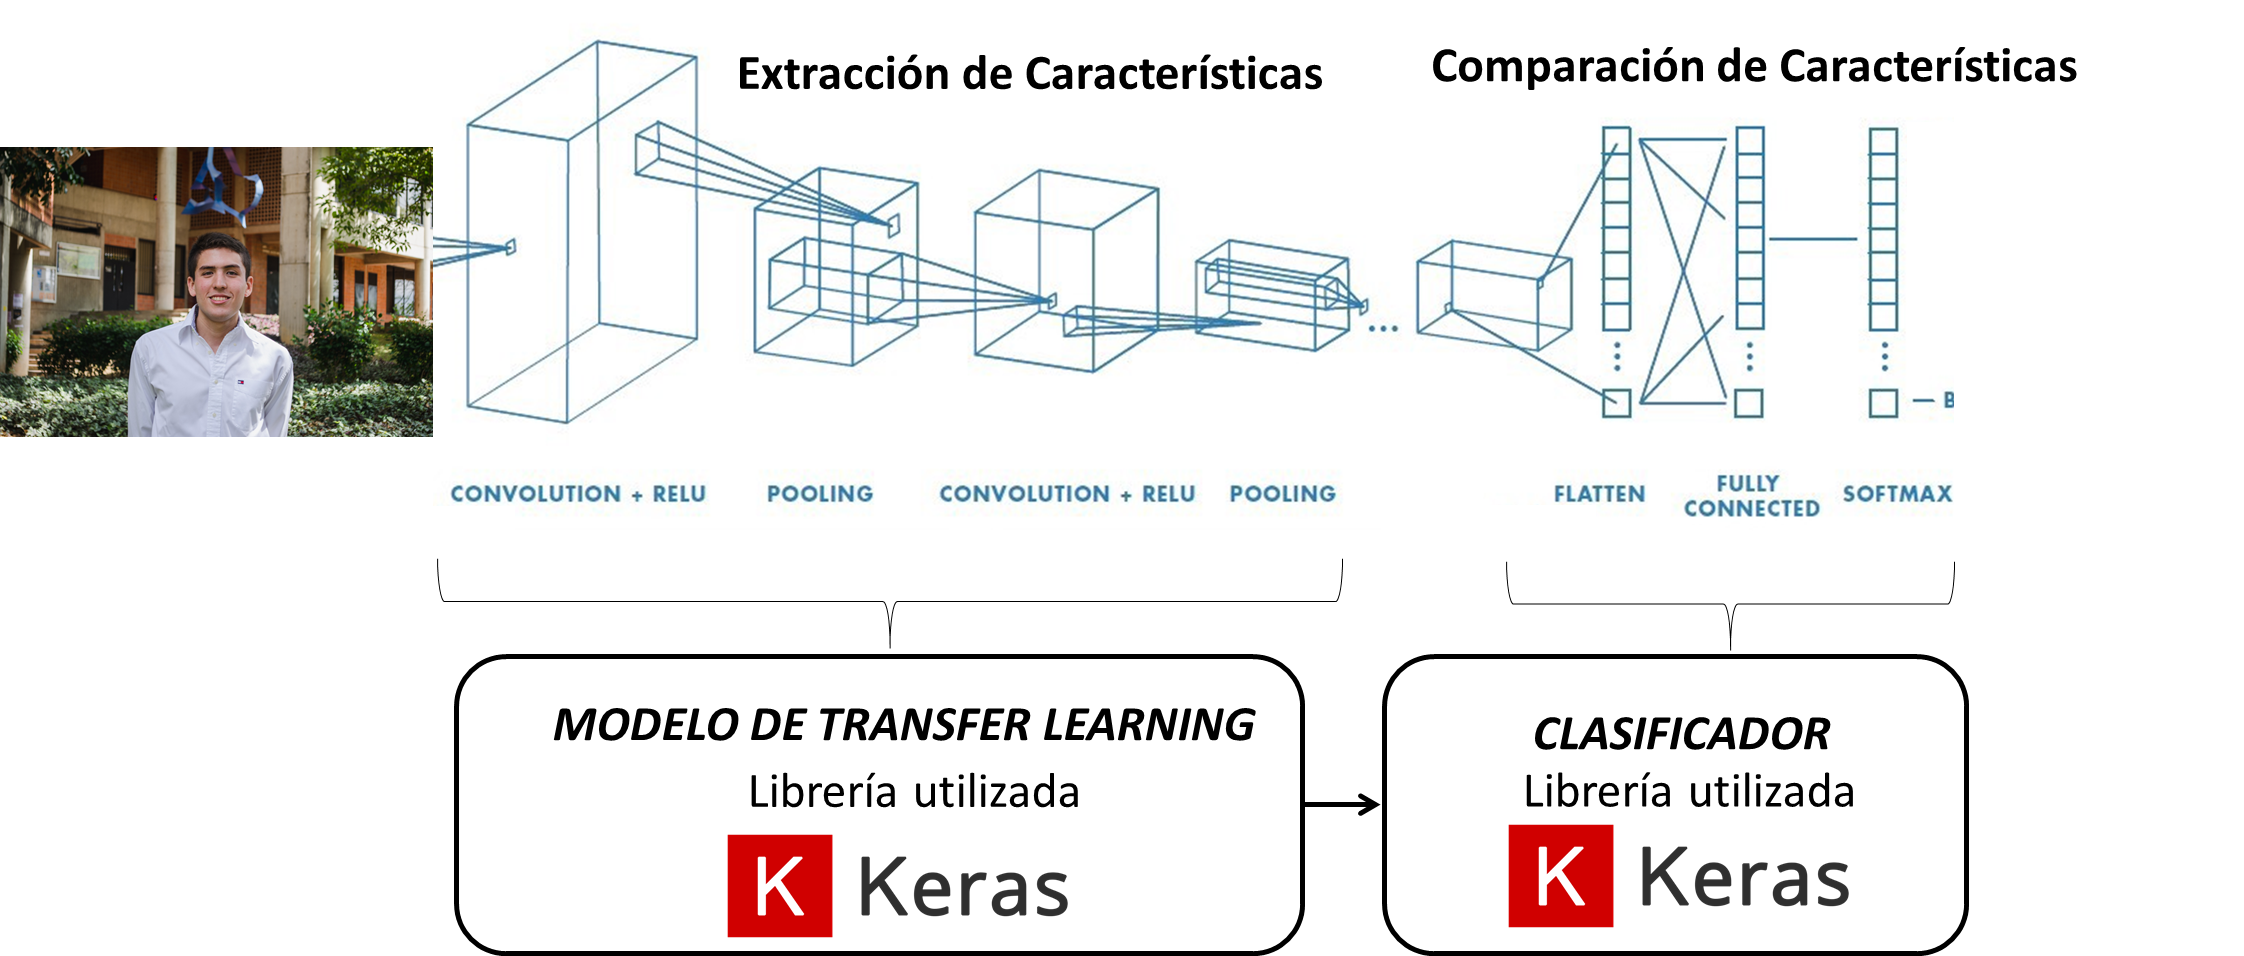 Extracción de Características
Comparación de Características
CONVOLUTION + RELU
POOLING
CONVOLUTION + RELU
POOLING
FLATTEN
FULLY
CONNECTED
SOFTMAX
MODELO DE TRANSFER LEARNING
Librería utilizada
K Keras
CLASIFICADOR
Librería utilizada
K Keras